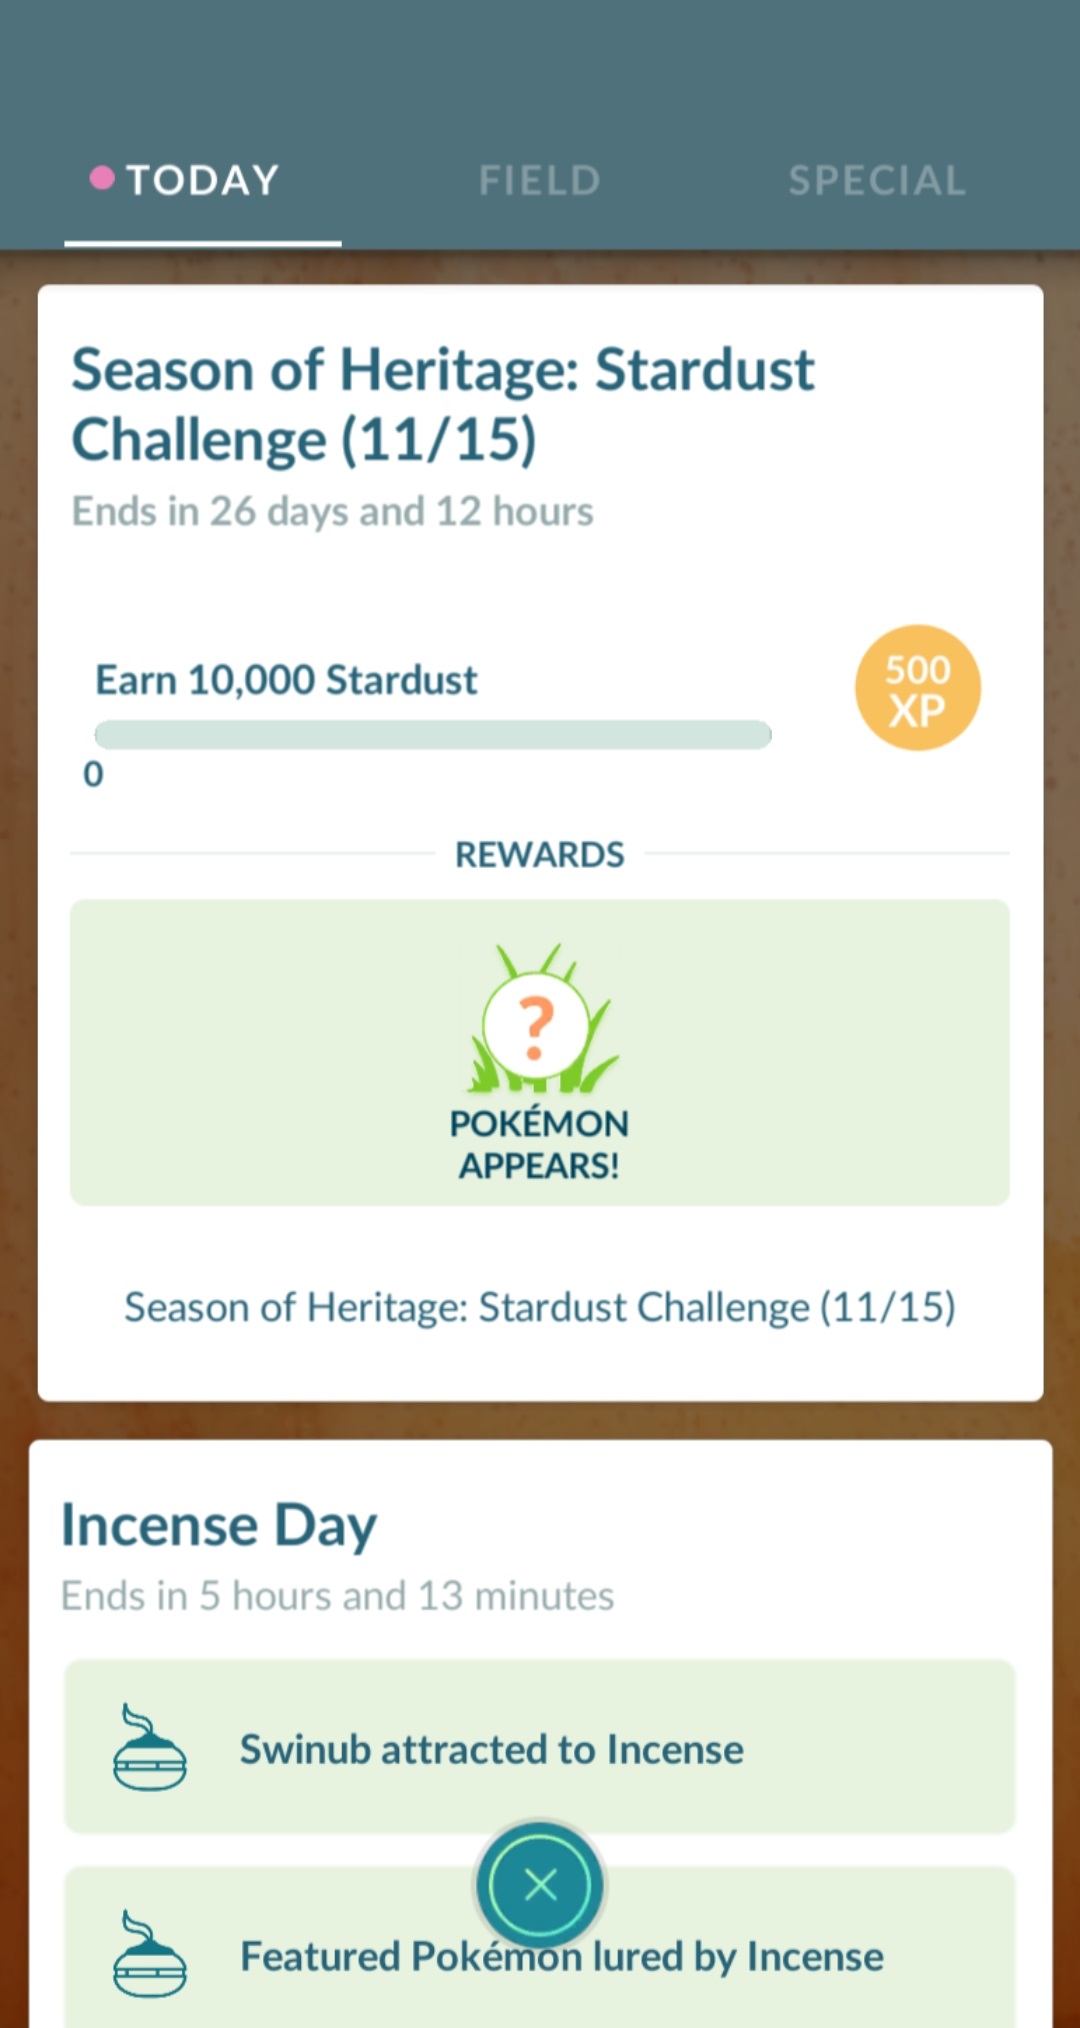 TODAY
FIELD
SPECIAL
Season of Heritage: Stardust
Challenge (11/15)
Ends in 26 days and 12 hours
Earn 10,000 Stardust
500
XP
0
REWARDS
?
POKÉMON
APPEARS!
Season of Heritage: Stardust Challenge (11/15)
Incense Day
Ends in 5 hours and 13 minutes
Swinub attracted to Incense
Featured Pokémon lured by Incense